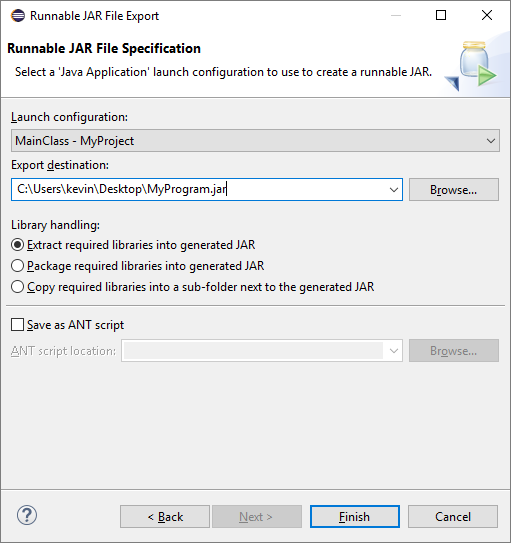 Runnable JAR File Export
Runnable JAR File Specification
Select a 'Java Application' launch configuration to use to create a runnable JAR.
Launch configuration:
MainClass - MyProject
Export destination:
C:\Users\kevin\Desktop\MyProgram.jar
Browse...
Library handling:
Extract required libraries into generated JAR
Package required libraries into generated JAR
Copy required libraries into a sub-folder next to the generated JAR
Save as ANT script
ANT script location:
Browse...
?
< Back
Next >
Finish
Cancel